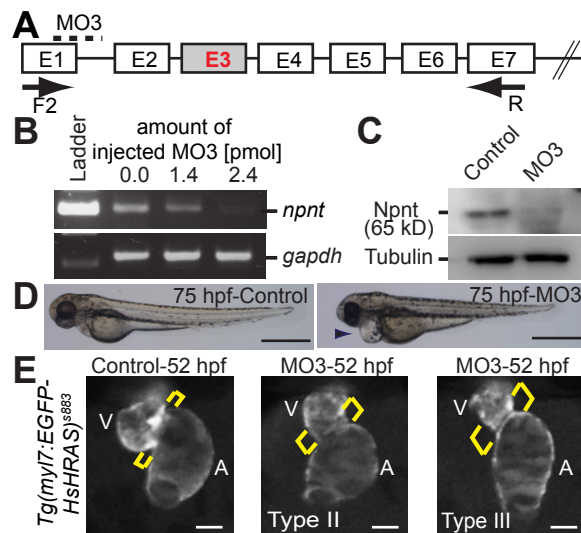 A
MO3
E1 E2 E3 E4 E5 E6 E7
F2 R
B
Ladder
amount of
injected MO3 [pmol]
0.0 1.4 2.4
npnt
gapdh
C
Control MO3
Npnt
(65 kD)
Tubulin
D
75 hpf-Control
75 hpf-MO3
E
Tg(myl7:EGFP-
HsHRAS)s883
Control-52 hpf
V
A
MO3-52 hpf
V
A
Type II
MO3-52 hpf
V
A
Type III